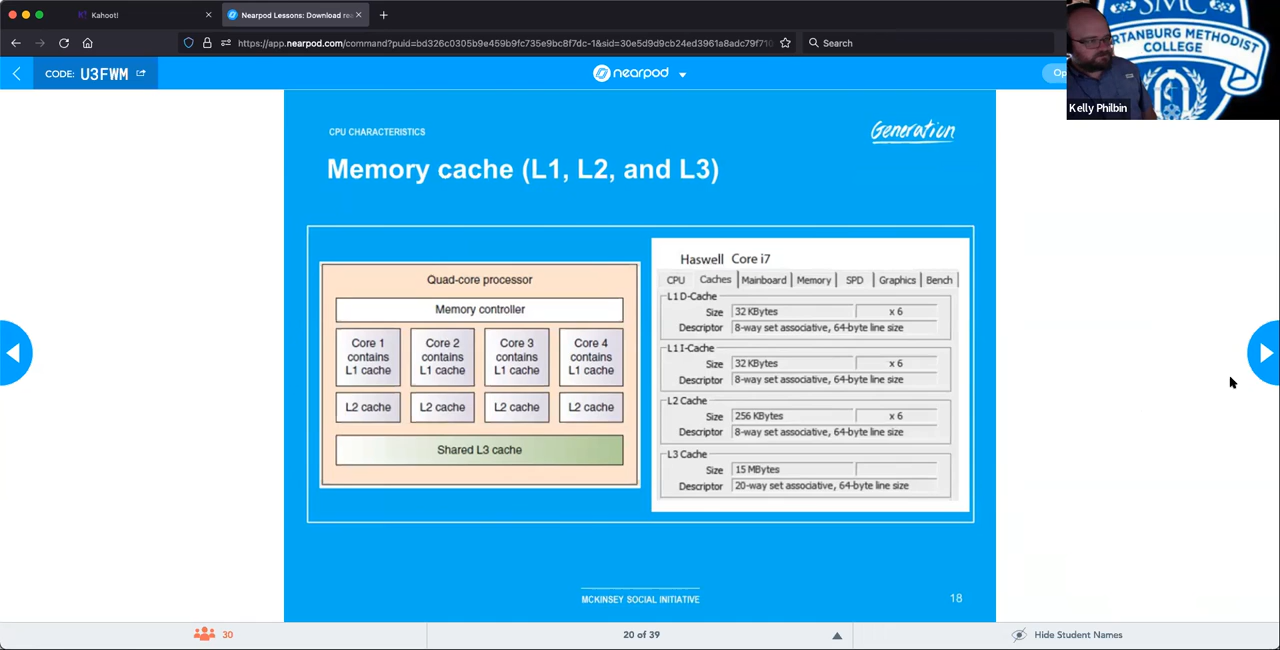 Kahoot!
Nearpod Lessons: Download re
https://app.nearpod.com/command?puid=bd326c0305b9e459b9fc735e9bc8f7dc-1&sid=30e5d9d9cb24ed3961a8adc79f71
Search
CODE: U3FWM
nearpod
Op
SMC
RTANBURG METHODIST
COLLEGE
Kelly Philbin
CPU CHARACTERISTICS
Generation
Memory cache (L1, L2, and L3)
Quad-core processor
Memory controller
Core 1 contains L1 cache
Core 2 contains L1 cache
Core 3 contains L1 cache
Core 4 contains L1 cache
L2 cache
L2 cache
L2 cache
L2 cache
Shared L3 cache
Haswell Core i7
CPU Caches Mainboard Memory SPD Graphics Bench
L1 D-Cache
Size 32 KBytes x 6
Descriptor 8-way set associative, 64-byte line size
L1 I-Cache
Size 32 KBytes x 6
Descriptor 8-way set associative, 64-byte line size
L2 Cache
Size 256 KBytes x 6
Descriptor 8-way set associative, 64-byte line size
L3 Cache
Size 15 MBytes
Descriptor 20-way set associative, 64-byte line size
MCKINSEY SOCIAL INITIATIVE
18
30
20 of 39
Hide Student Names